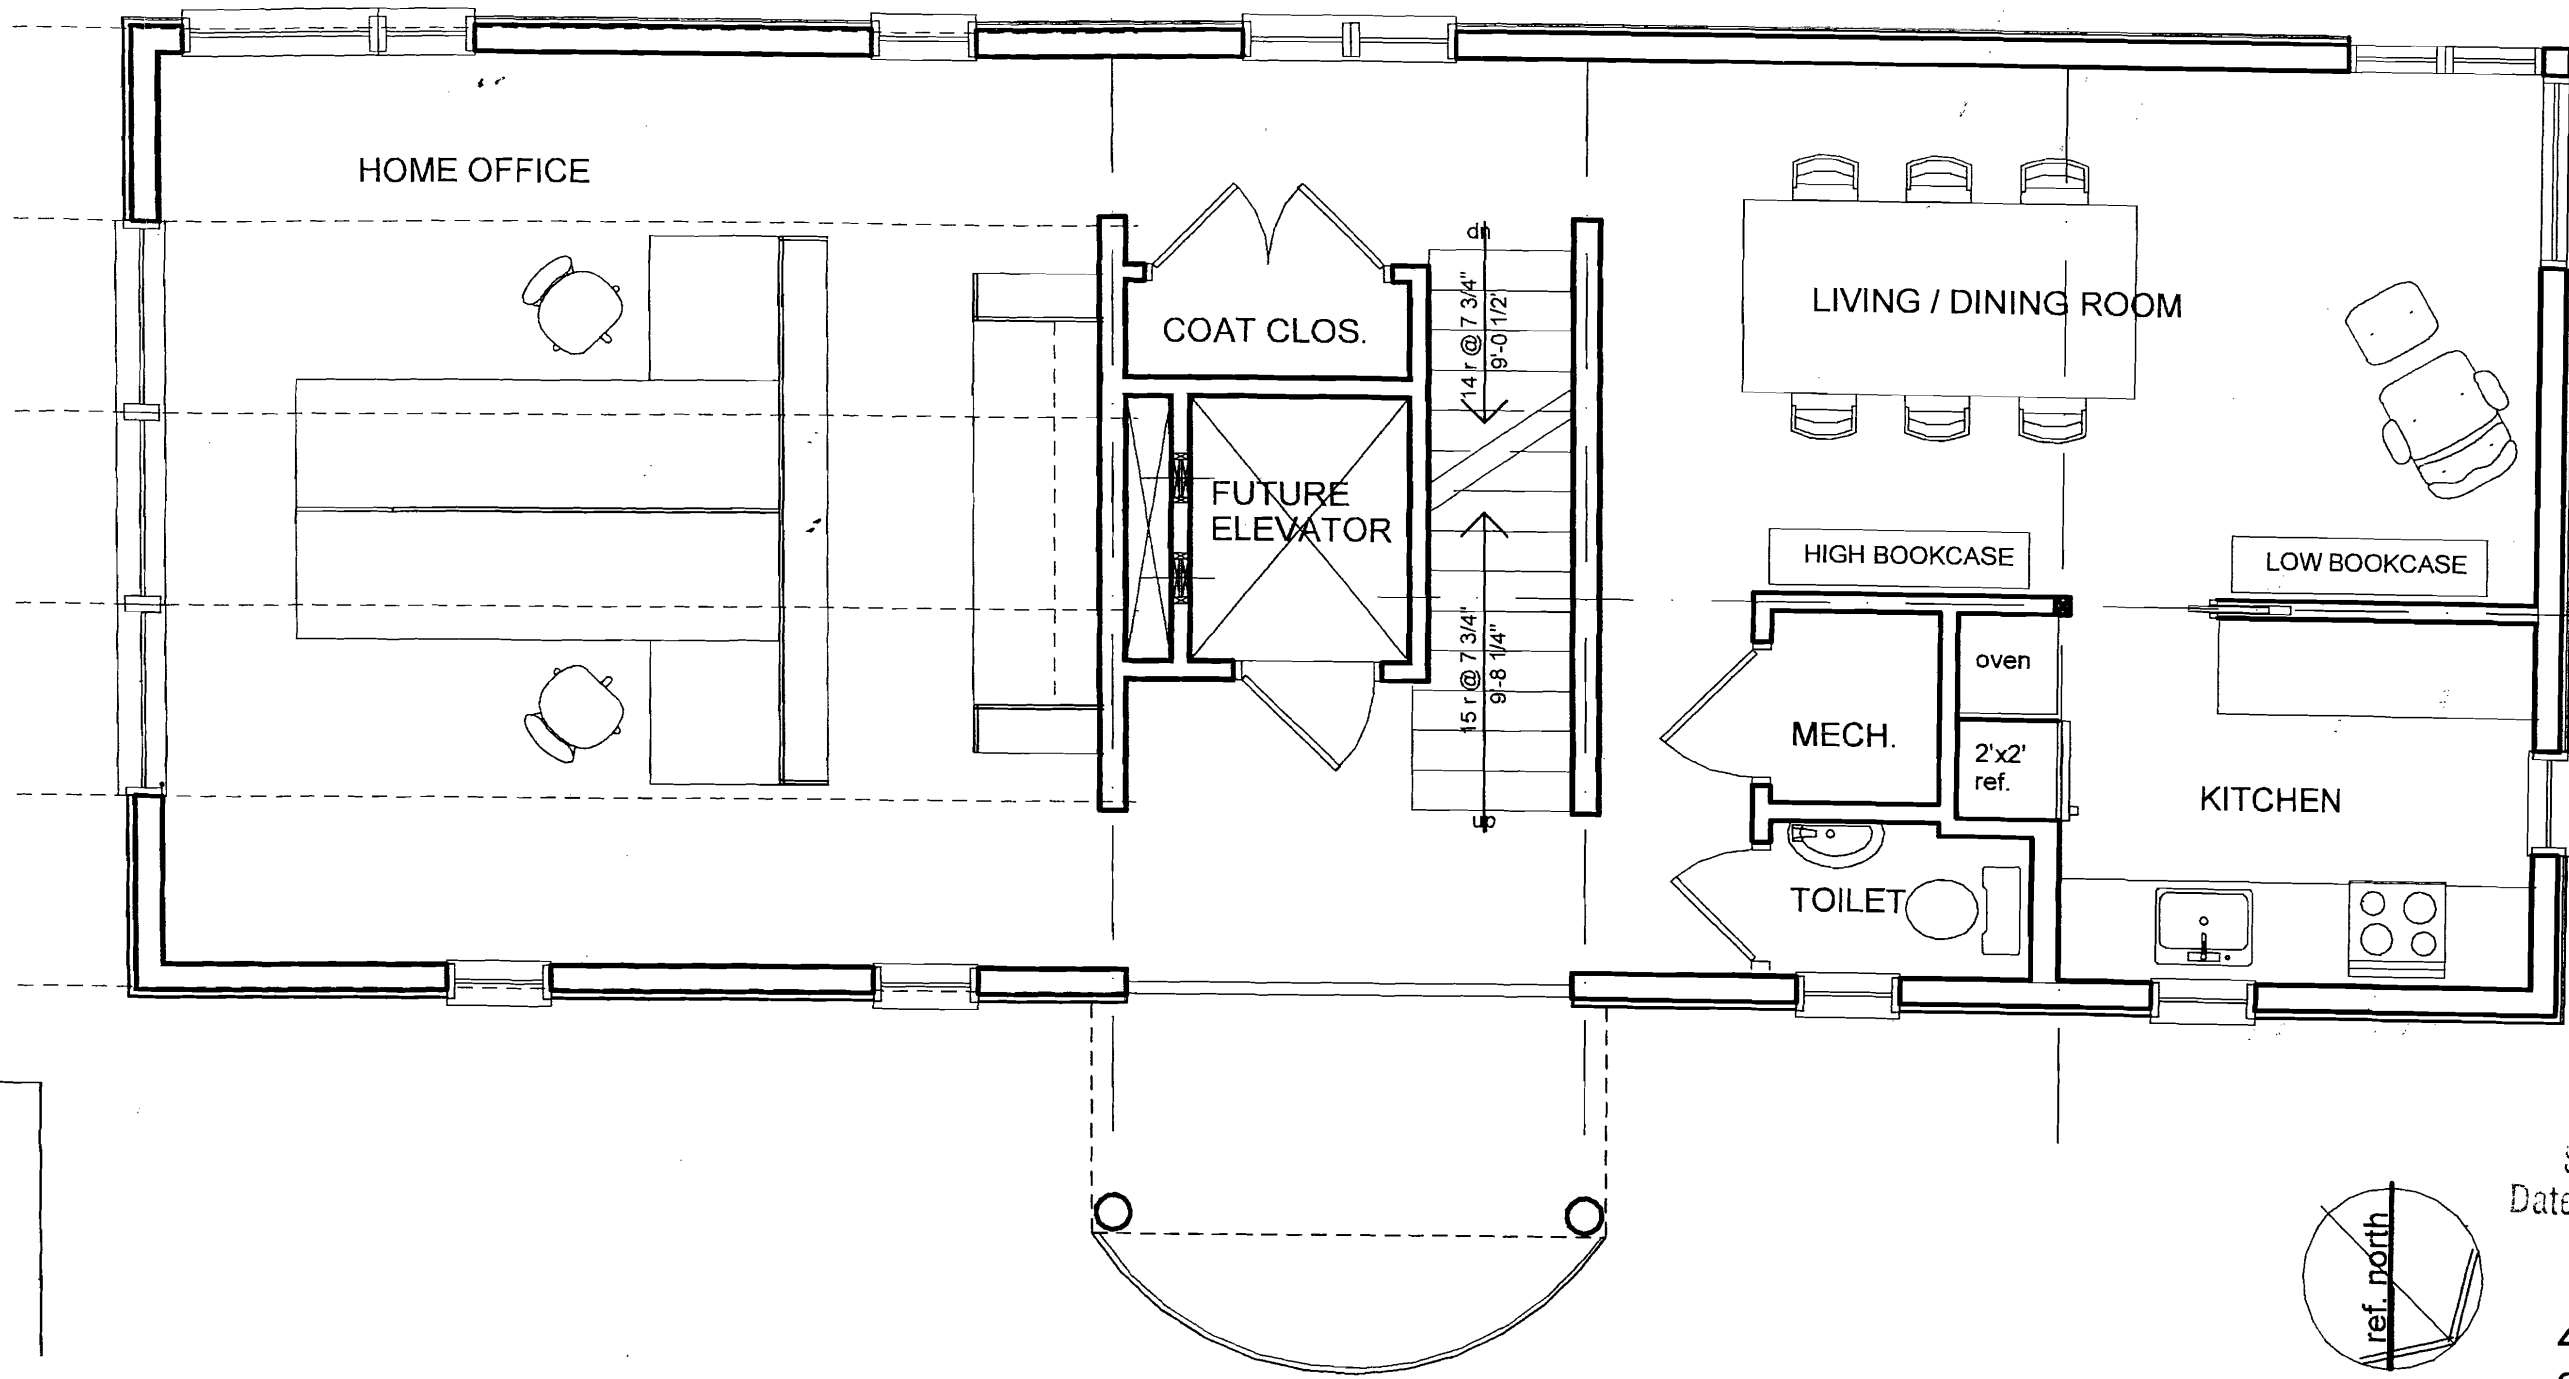 HOME OFFICE
COAT CLOS.
FUTURE
ELEVATOR
dn
14 r @ 7 3/4"
9'-0 1/2'
15 r @ 7 3/4"
9'-8 1/4"
up
LIVING / DINING ROOM
HIGH BOOKCASE
LOW BOOKCASE
oven
MECH.
2'x2'
ref.
KITCHEN
TOILET
Date
ref. north